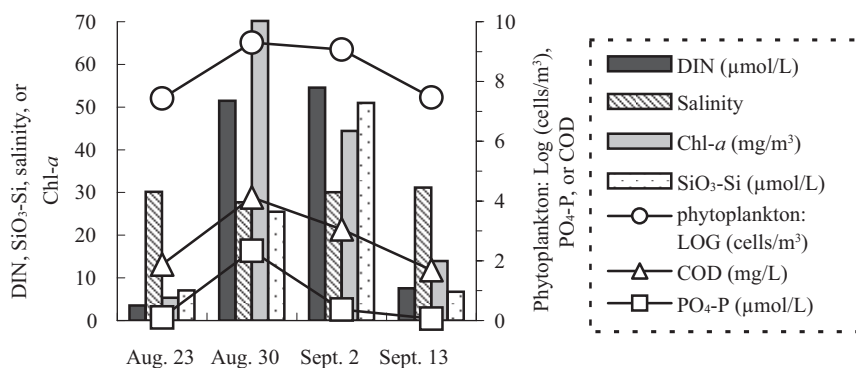 DIN, SiO₃-Si, salinity, or
Chl-a
70
60
50
40
30
20
10
0
10
8
6
4
2
0
Phytoplankton: Log (cells/m³),
PO₄-P, or COD
Aug. 23
Aug. 30
Sept. 2
Sept. 13
DIN (µmol/L)
Salinity
Chl-a (mg/m³)
SiO₃-Si (µmol/L)
phytoplankton:
LOG (cells/m³)
COD (mg/L)
PO₄-P (µmol/L)